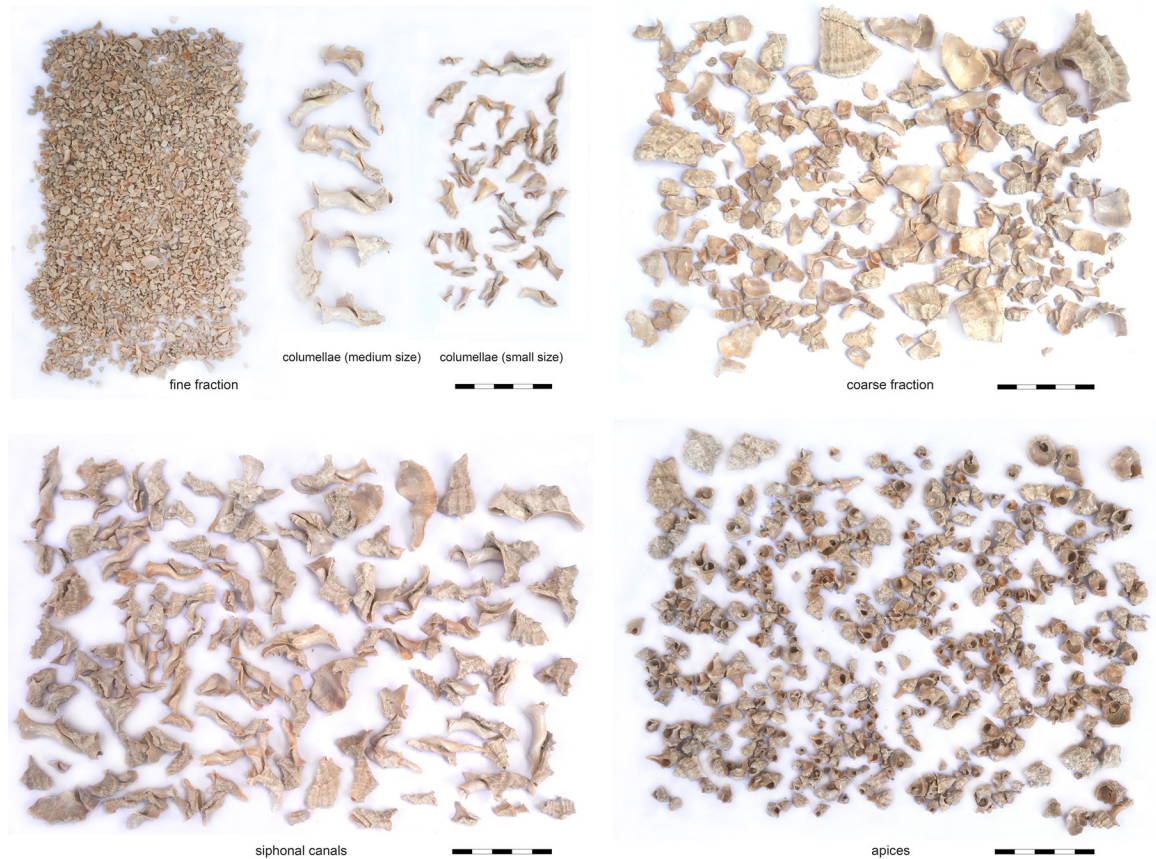 columellae (medium size)
columellae (small size)
fine fraction
coarse fraction
siphonal canals
apices